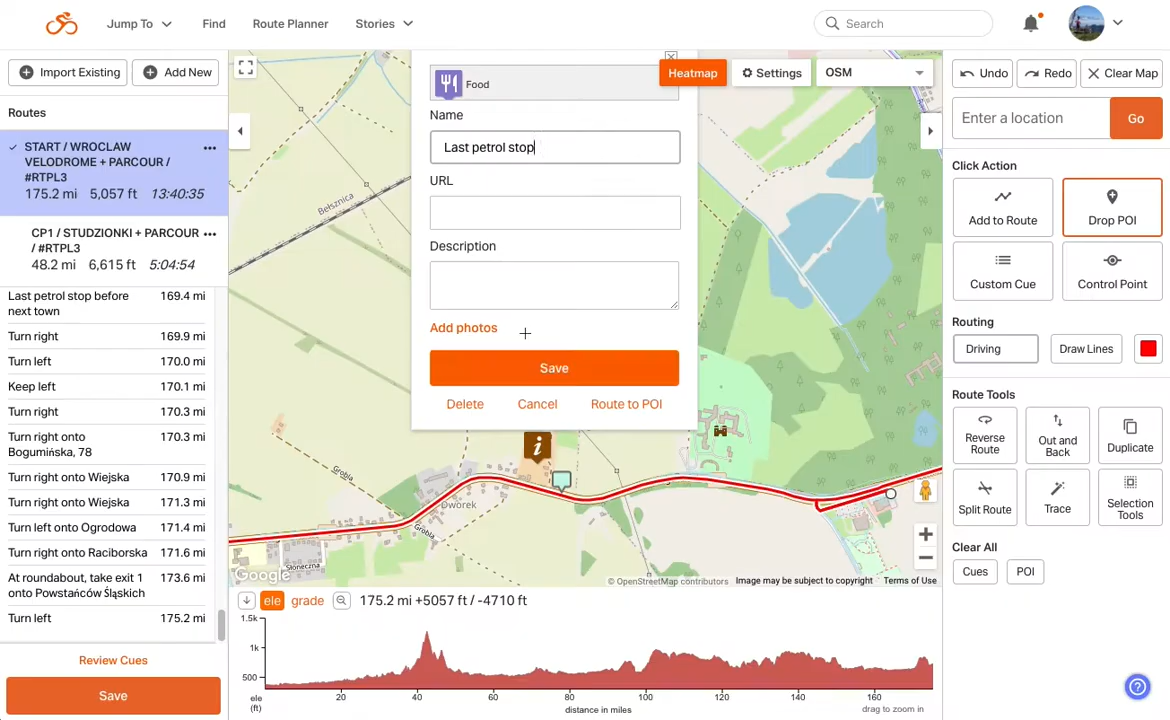 Jump To
Find
Route Planner
Stories
Search
Import Existing
Add New
Routes
START / WROCLAW
VELODROME + PARCOUR /
#RTPL3
175.2 mi 5,057 ft 13:40:35
CP1 / STUDZIONKI + PARCOUR
/ #RTPL3
48.2 mi 6,615 ft 5:04:54
Last petrol stop before
next town 169.4 mi
Turn right 169.9 mi
Turn left 170.0 mi
Keep left 170.1 mi
Turn right 170.3 mi
Turn right onto
Bogumińska, 78 170.3 mi
Turn right onto Wiejska 170.9 mi
Turn right onto Wiejska 171.3 mi
Turn left onto Ogrodowa 171.4 mi
Turn right onto Raciborska 171.6 mi
At roundabout, take exit 1
onto Powstańców Śląskich 173.6 mi
Turn left 175.2 mi
Review Cues
Save
Food
Name
Last petrol stop
URL
Description
Add photos
Save
Delete Cancel Route to POI
Heatmap
Settings
OSM
Bełsznica
Grobla
Dworek
Grobla
Słoneczna
Google
© OpenStreetMap contributors
Image may be subject to copyright
Terms of Use
ele
grade
175.2 mi +5057 ft / -4710 ft
1.5k
1k
500
ele
(ft)
20 40 60 80 100 120 140 160
distance in miles
drag to zoom in
Undo
Redo
Clear Map
Enter a location
Go
Click Action
Add to Route
Drop POI
Custom Cue
Control Point
Routing
Driving
Draw Lines
Route Tools
Reverse
Route
Out and
Back
Duplicate
Split Route
Trace
Selection
Tools
Clear All
Cues
POI